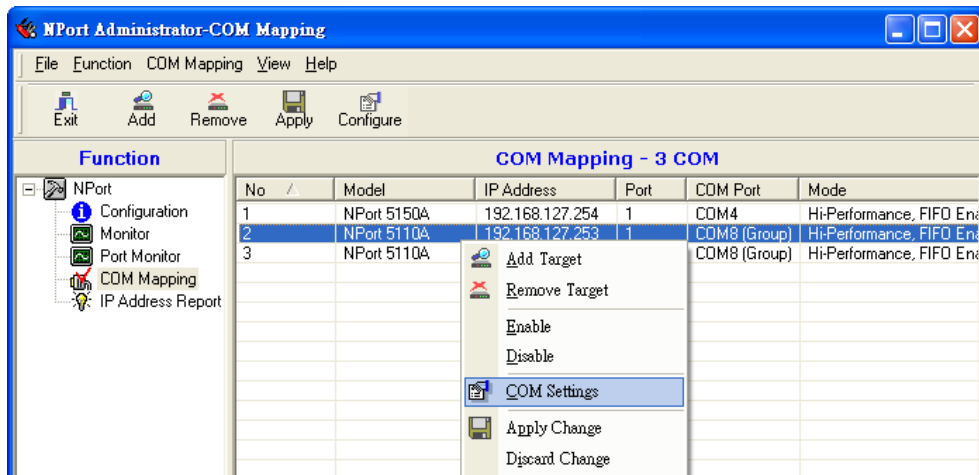 NPort Administrator-COM Mapping
File Function COM Mapping View Help
Exit Add Remove Apply Configure
Function
COM Mapping - 3 COM
NPort
Configuration
Monitor
Port Monitor
COM Mapping
IP Address Report
No Model IP Address Port COM Port Mode
1 NPort 5150A 192.168.127.254 1 COM4 Hi-Performance, FIFO Ena
2 NPort 5110A 192.168.127.253 1 COM8 (Group) Hi-Performance, FIFO Ena
3 NPort 5110A COM8 (Group) Hi-Performance, FIFO Ena
Add Target
Remove Target
Enable
Disable
COM Settings
Apply Change
Discard Change